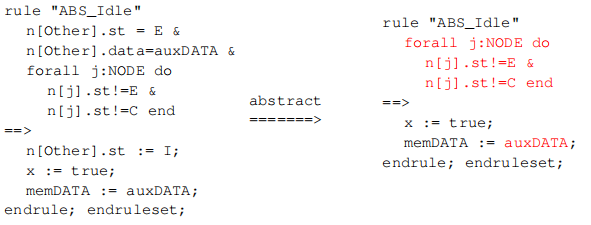 rule "ABS_Idle"
n[Other].st = E &
n[Other].data=auxDATA &
forall j:NODE do
n[j].st!=E &
n[j].st!=C end
==>
n[Other].st := I;
x := true;
memDATA := auxDATA;
endrule; endruleset;
abstract
=======>
rule "ABS_Idle"
forall j:NODE do
n[j].st!=E &
n[j].st!=C end
==>
x := true;
memDATA := auxDATA;
endrule; endruleset;